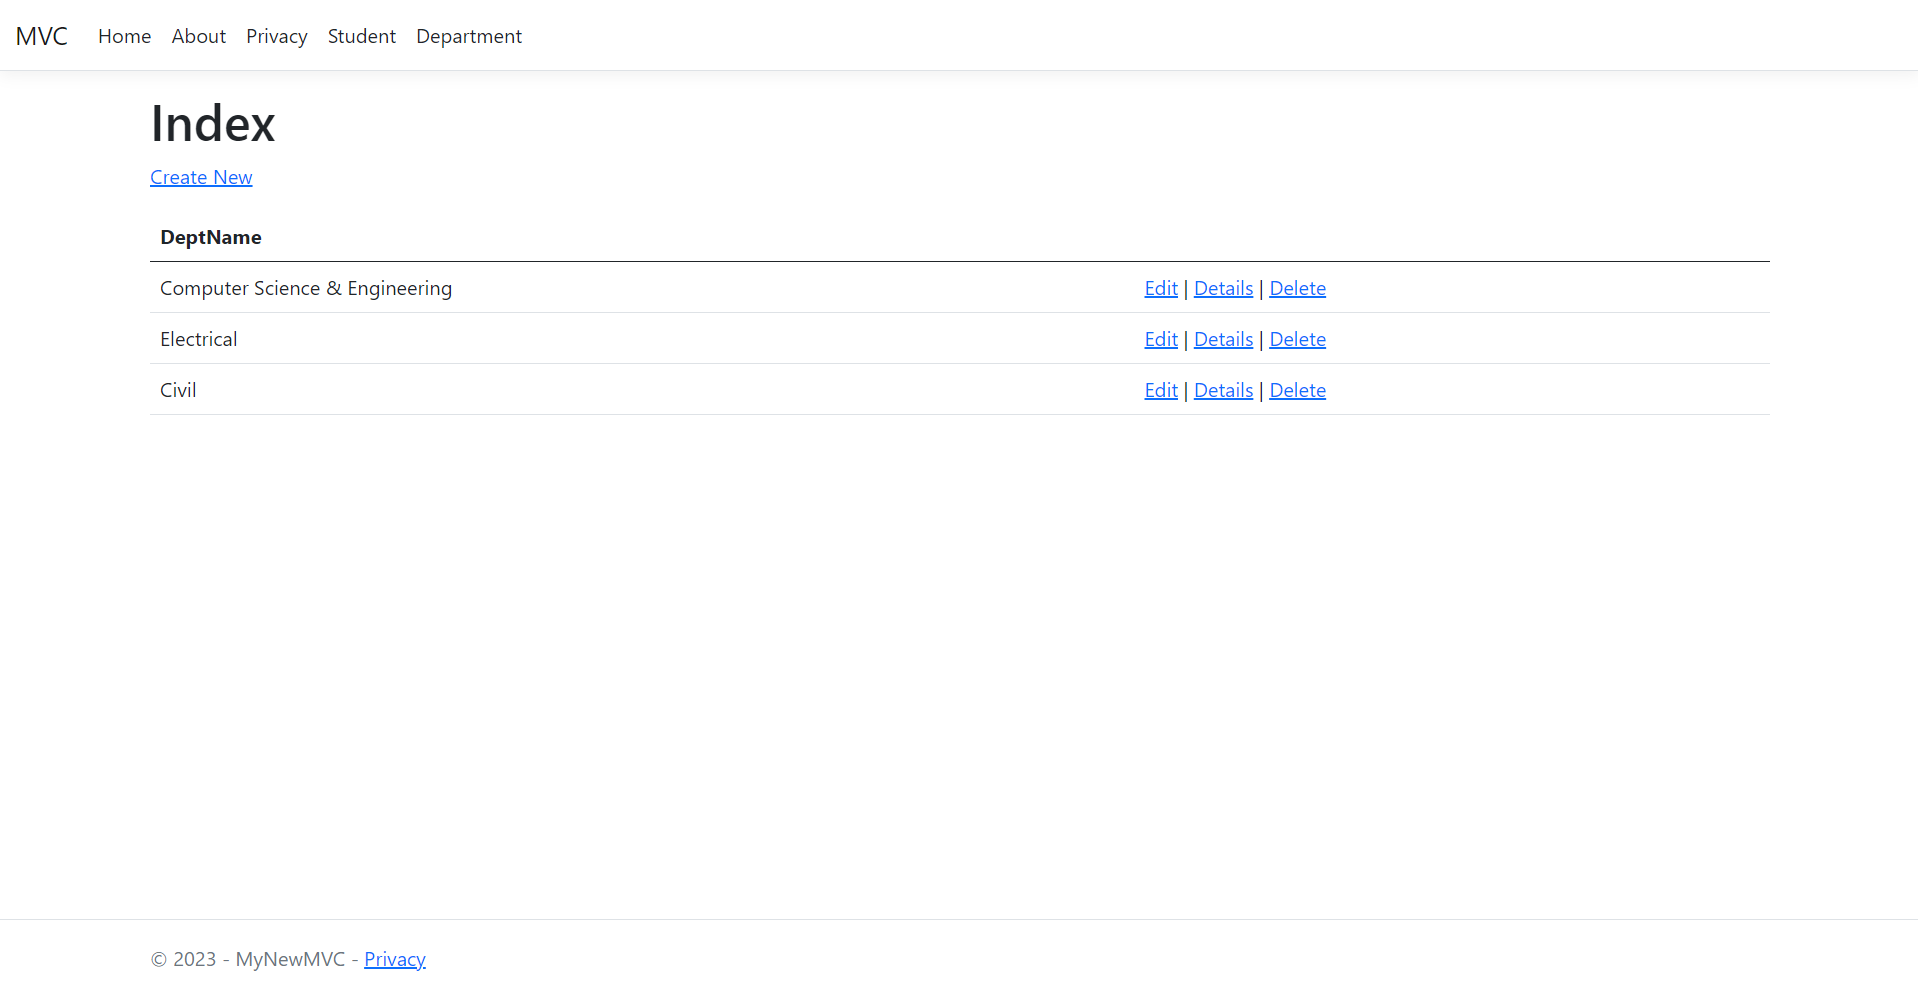 MVC Home About Privacy Student Department
Index
Create New
DeptName
Computer Science & Engineering Edit | Details | Delete
Electrical Edit | Details | Delete
Civil Edit | Details | Delete
© 2023 - MyNewMVC - Privacy